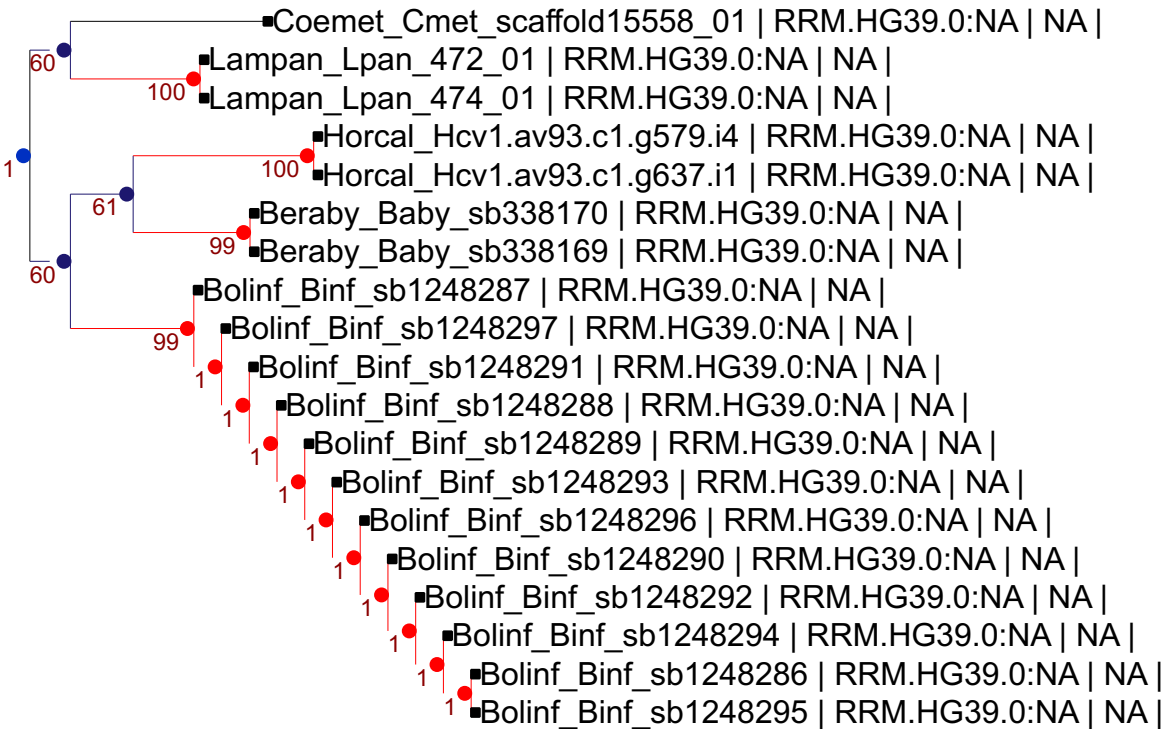 Coemet_Cmet_scaffold15558_01 | RRM.HG39.0:NA | NA |
60
Lampan_Lpan_472_01 | RRM.HG39.0:NA | NA |
100
Lampan_Lpan_474_01 | RRM.HG39.0:NA | NA |
Horcal_Hcv1.av93.c1.g579.i4 | RRM.HG39.0:NA | NA |
1
100
Horcal_Hcv1.av93.c1.g637.i1 | RRM.HG39.0:NA | NA |
61
Beraby_Baby_sb338170 | RRM.HG39.0:NA | NA |
99
Beraby_Baby_sb338169 | RRM.HG39.0:NA | NA |
60
Bolinf_Binf_sb1248287 | RRM.HG39.0:NA | NA |
Bolinf_Binf_sb1248297 | RRM.HG39.0:NA | NA |
99
Bolinf_Binf_sb1248291 | RRM.HG39.0:NA | NA |
1
Bolinf_Binf_sb1248288 | RRM.HG39.0:NA | NA |
1
Bolinf_Binf_sb1248289 | RRM.HG39.0:NA | NA |
1
Bolinf_Binf_sb1248293 | RRM.HG39.0:NA | NA |
1
Bolinf_Binf_sb1248296 | RRM.HG39.0:NA | NA |
1
Bolinf_Binf_sb1248290 | RRM.HG39.0:NA | NA |
1
Bolinf_Binf_sb1248292 | RRM.HG39.0:NA | NA |
1
Bolinf_Binf_sb1248294 | RRM.HG39.0:NA | NA |
1
Bolinf_Binf_sb1248286 | RRM.HG39.0:NA | NA |
1
Bolinf_Binf_sb1248295 | RRM.HG39.0:NA | NA |
1